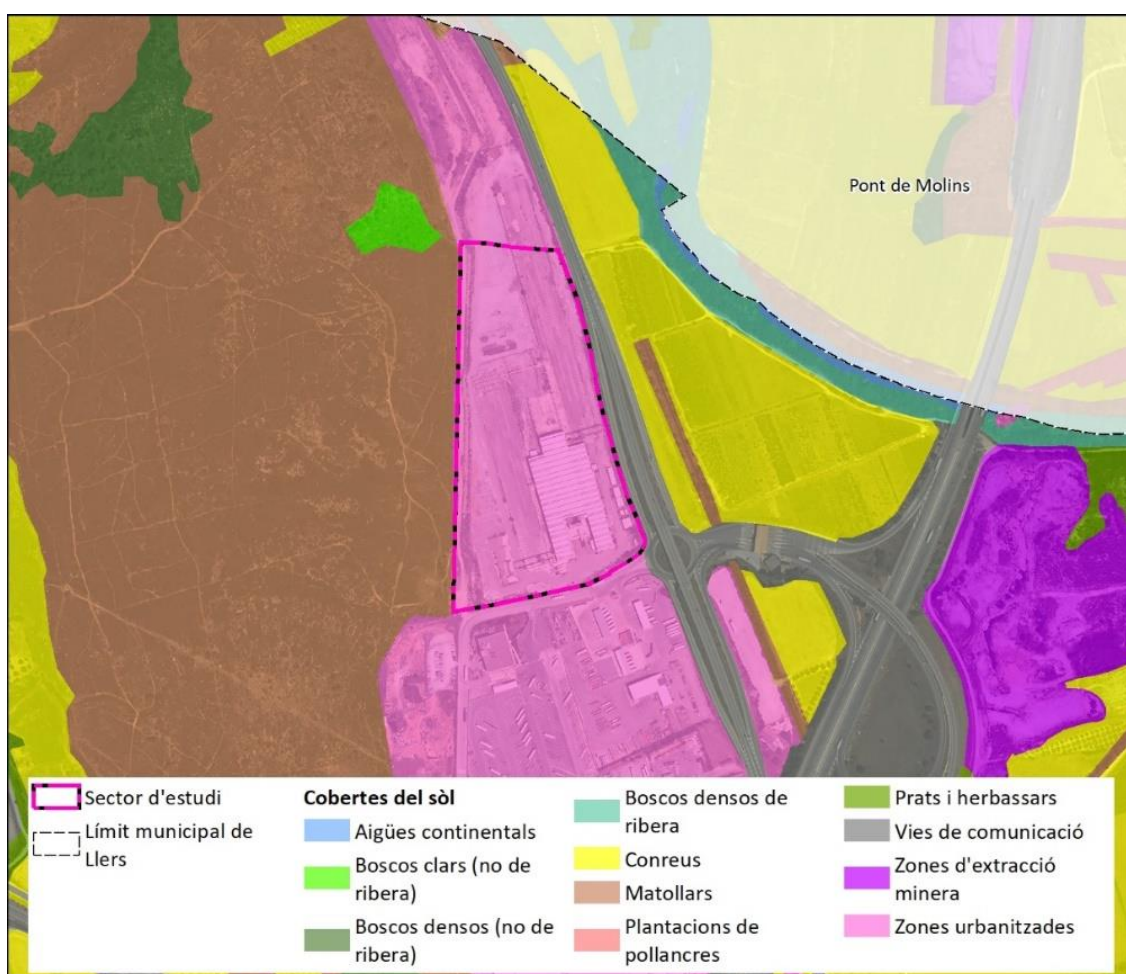 Pont de Molins
Sector d'estudi
Límit municipal de
Llers
Cobertes del sòl
Aigües continentals
Boscos clars (no de
ribera)
Boscos densos (no de
ribera)
Boscos densos de
ribera
Conreus
Matollars
Plantacions de
pollancres
Prats i herbassars
Vies de comunicació
Zones d'extracció
minera
Zones urbanitzades